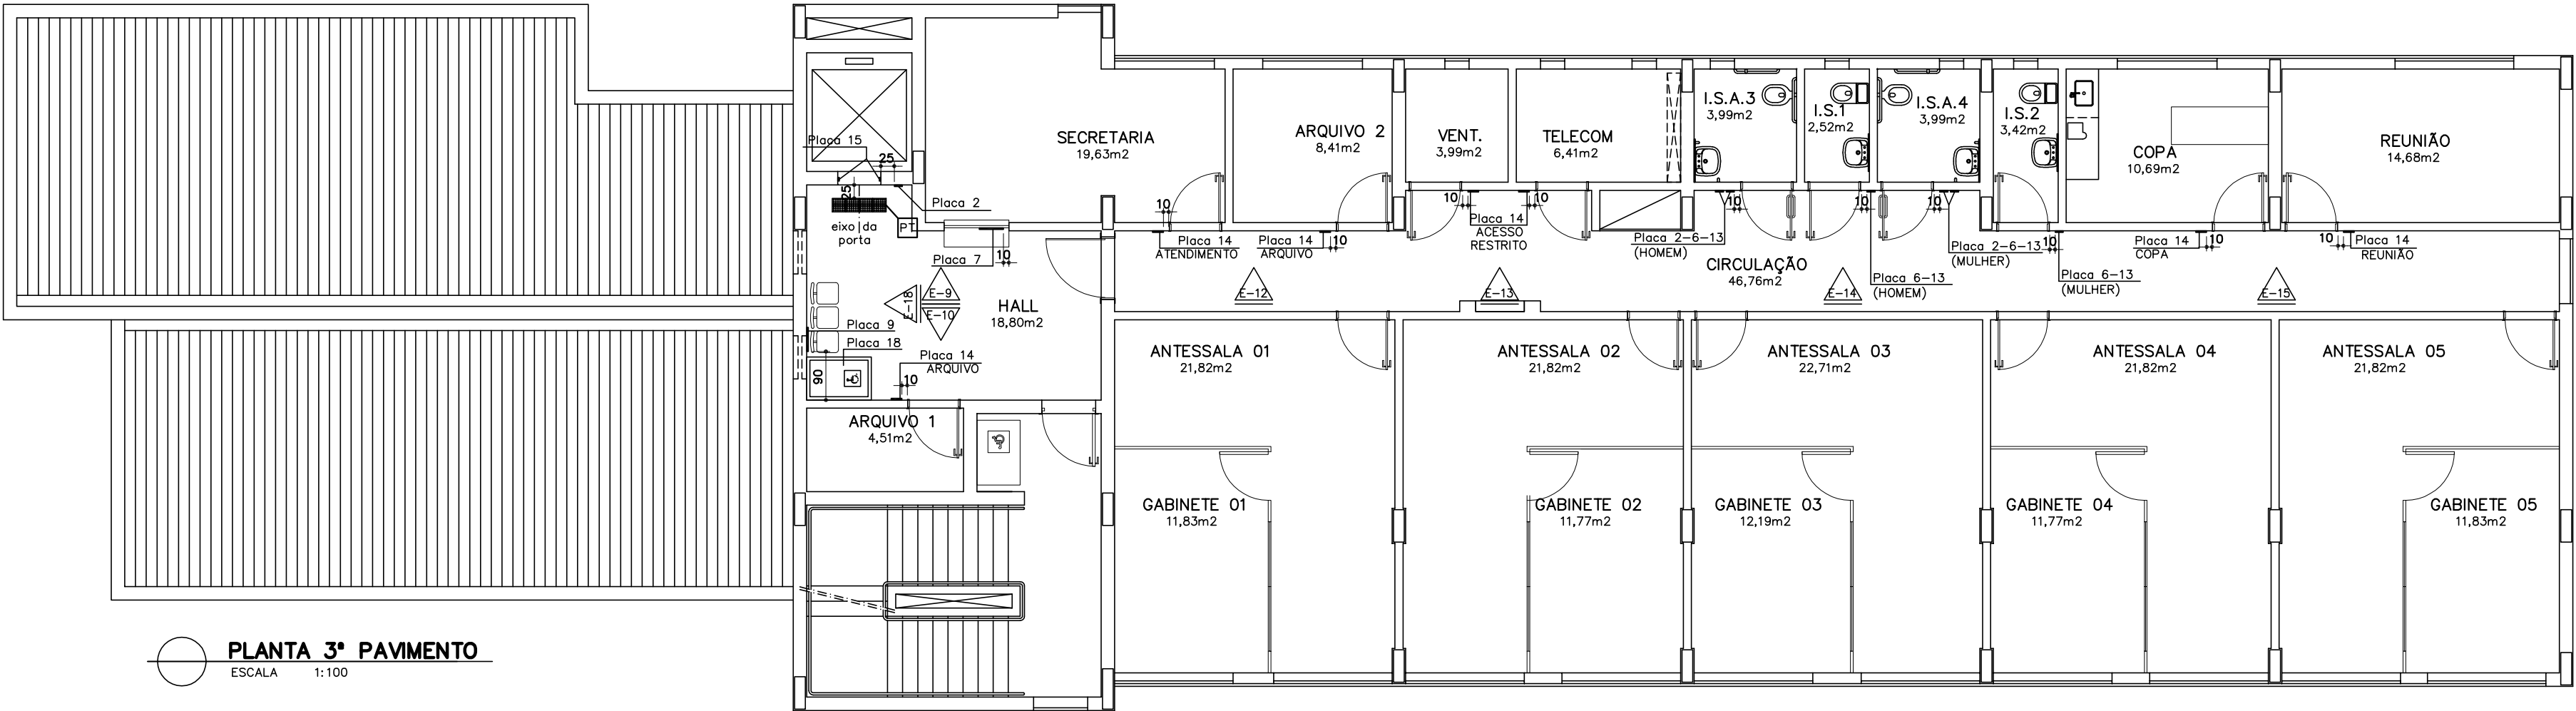 SECRETARIA
19,63m2
ARQUIVO 2
8,41m2
VENT.
3,99m2
TELECOM
6,41m2
I.S.A.3
3,99m2
I.S.1
2,52m2
I.S.A.4
3,99m2
I.S.2
3,42m2
COPA
10,69m2
REUNIÃO
14,68m2
Placa 15
25
25
Placa 2
eixo da
porta
PT
Placa 7
10
10
Placa 14
ATENDIMENTO
Placa 14
ARQUIVO
10
10
Placa 14
ACESSO
RESTRITO
10
Placa 2-6-13
(HOMEM)
10
10
Placa 6-13
(HOMEM)
10
Placa 2-6-13
(MULHER)
10
Placa 6-13
(MULHER)
Placa 14
COPA
10
10
Placa 14
REUNIÃO
CIRCULAÇÃO
46,76m2
E-18
E-9
E-10
E-12
E-13
E-14
E-15
HALL
18,80m2
Placa 9
Placa 18
90
Placa 14
ARQUIVO
10
ARQUIVO 1
4,51m2
ANTESSALA 01
21,82m2
ANTESSALA 02
21,82m2
ANTESSALA 03
22,71m2
ANTESSALA 04
21,82m2
ANTESSALA 05
21,82m2
GABINETE 01
11,83m2
GABINETE 02
11,77m2
GABINETE 03
12,19m2
GABINETE 04
11,77m2
GABINETE 05
11,83m2
PLANTA 3º PAVIMENTO
ESCALA 1:100